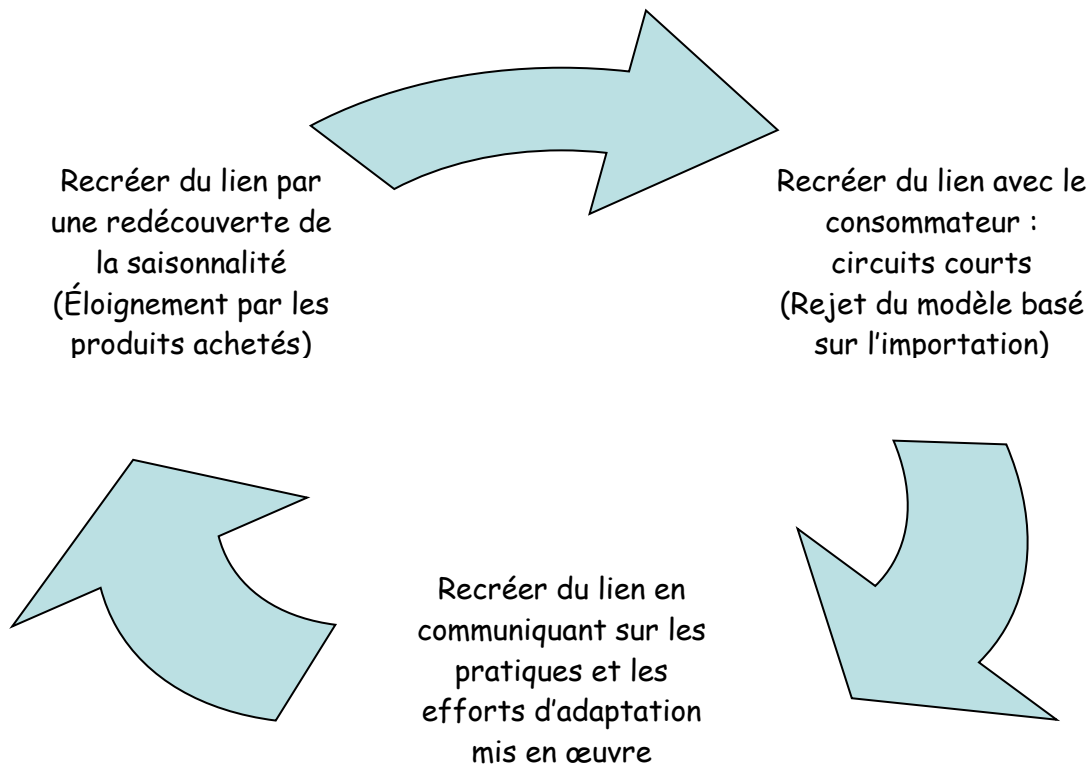 Recréer du lien par
une redécouverte de
la saisonnalité
(Éloignement par les
produits achetés)
Recréer du lien avec le
consommateur :
circuits courts
(Rejet du modèle basé
sur l'importation)
Recréer du lien en
communiquant sur les
pratiques et les
efforts d'adaptation
mis en œuvre